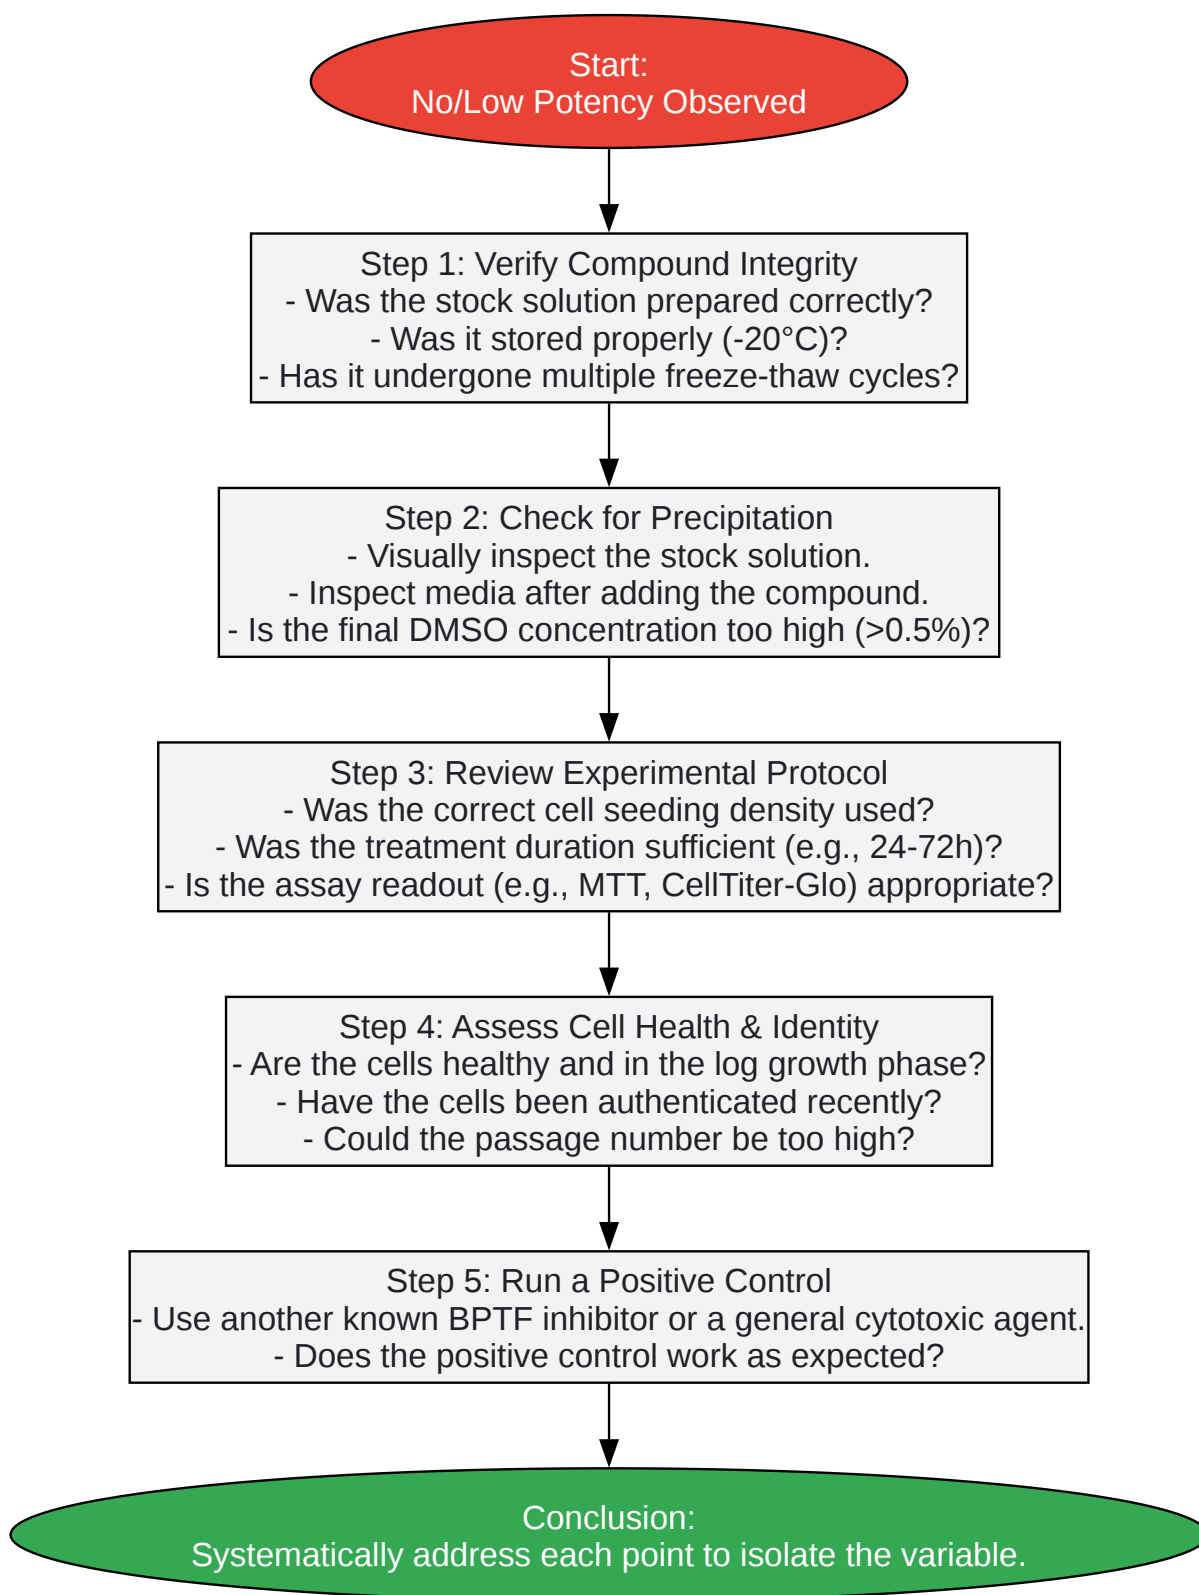 Start:
No/Low Potency Observed
Step 1: Verify Compound Integrity
- Was the stock solution prepared correctly?
- Was it stored properly (-20°C)?
- Has it undergone multiple freeze-thaw cycles?
Step 2: Check for Precipitation
- Visually inspect the stock solution.
- Inspect media after adding the compound.
- Is the final DMSO concentration too high (>0.5%)?
Step 3: Review Experimental Protocol
- Was the correct cell seeding density used?
- Was the treatment duration sufficient (e.g., 24-72h)?
- Is the assay readout (e.g., MTT, CellTiter-Glo) appropriate?
Step 4: Assess Cell Health & Identity
- Are the cells healthy and in the log growth phase?
- Have the cells been authenticated recently?
- Could the passage number be too high?
Step 5: Run a Positive Control
- Use another known BPTF inhibitor or a general cytotoxic agent.
- Does the positive control work as expected?
Conclusion:
Systematically address each point to isolate the variable.